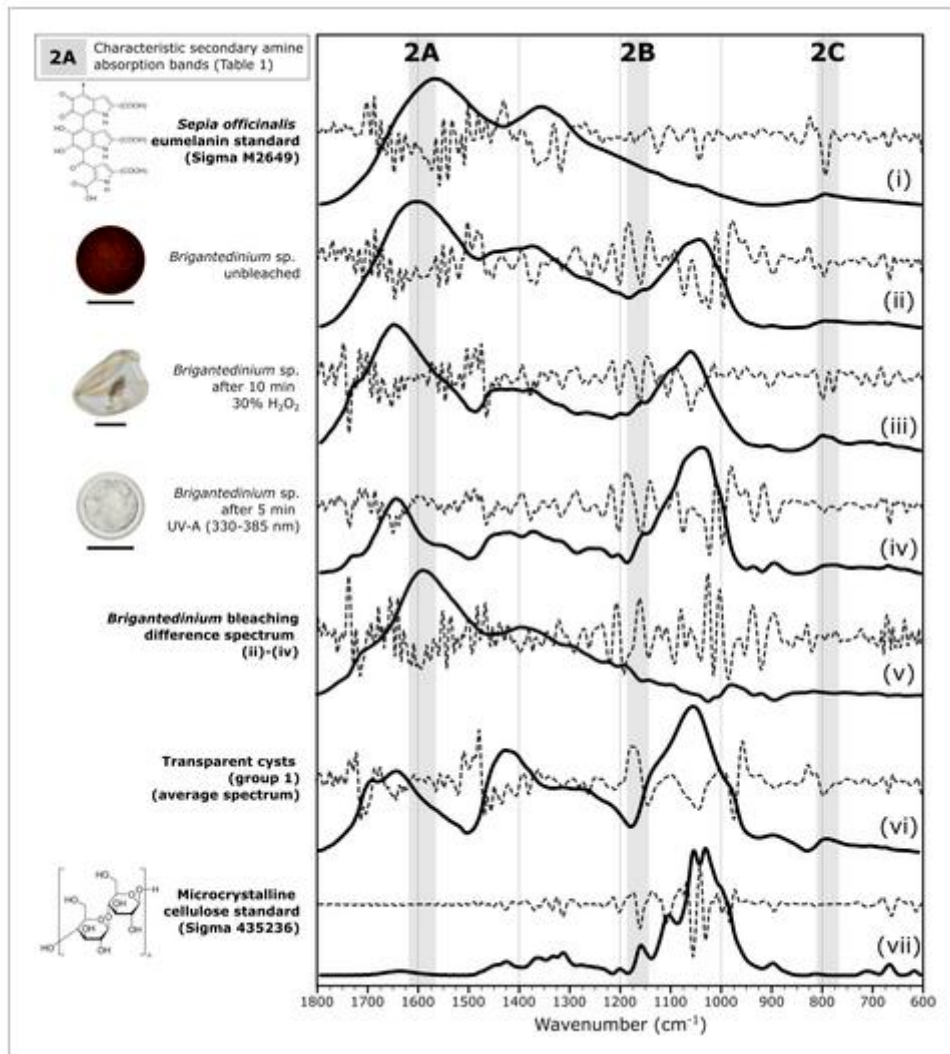 2A Characteristic secondary amine
absorption bands (Table 1)
2A 2B 2C
Sepia officinalis
eumelanin standard
(Sigma M2649)
(i)
Brigantedinium sp.
unbleached
(ii)
Brigantedinium sp.
after 10 min
30% H₂O₂
(iii)
Brigantedinium sp.
after 5 min
UV-A (330-385 nm)
(iv)
Brigantedinium bleaching
difference spectrum
(ii)-(iv)
(v)
Transparent cysts
(group 1)
(average spectrum)
(vi)
Microcrystalline
cellulose standard
(Sigma 435236)
(vii)
1800 1700 1600 1500 1400 1300 1200 1100 1000 900 800 700 600
Wavenumber (cm⁻¹)